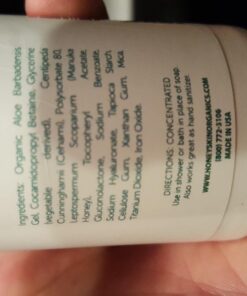 Ingredients: Organic Aloe Barbadensis
Gel, Cocamidopropyl Betaine, Glycerine
(vegetable derived), Centipeda
Cunninghamii (Cehami), Polysorbate 80,
Leptospermum Scoparium (Manuka
Honey), Tocopheryl Acetate,
Gluconolactone, Sodium Benzoate,
Sodium Hyaluronate, Tapioca Starch,
Cellulose Gum, Xanthan Gum, Mica
Titanium Dioxide, Iron Oxide.
DIRECTIONS: CONCENTRATED
Use in shower or bath in place of soap.
Also works great as hand sanitizer.
WWW.HONEYSKINORGANICS.COM
(800) 772-3106
MADE IN USA